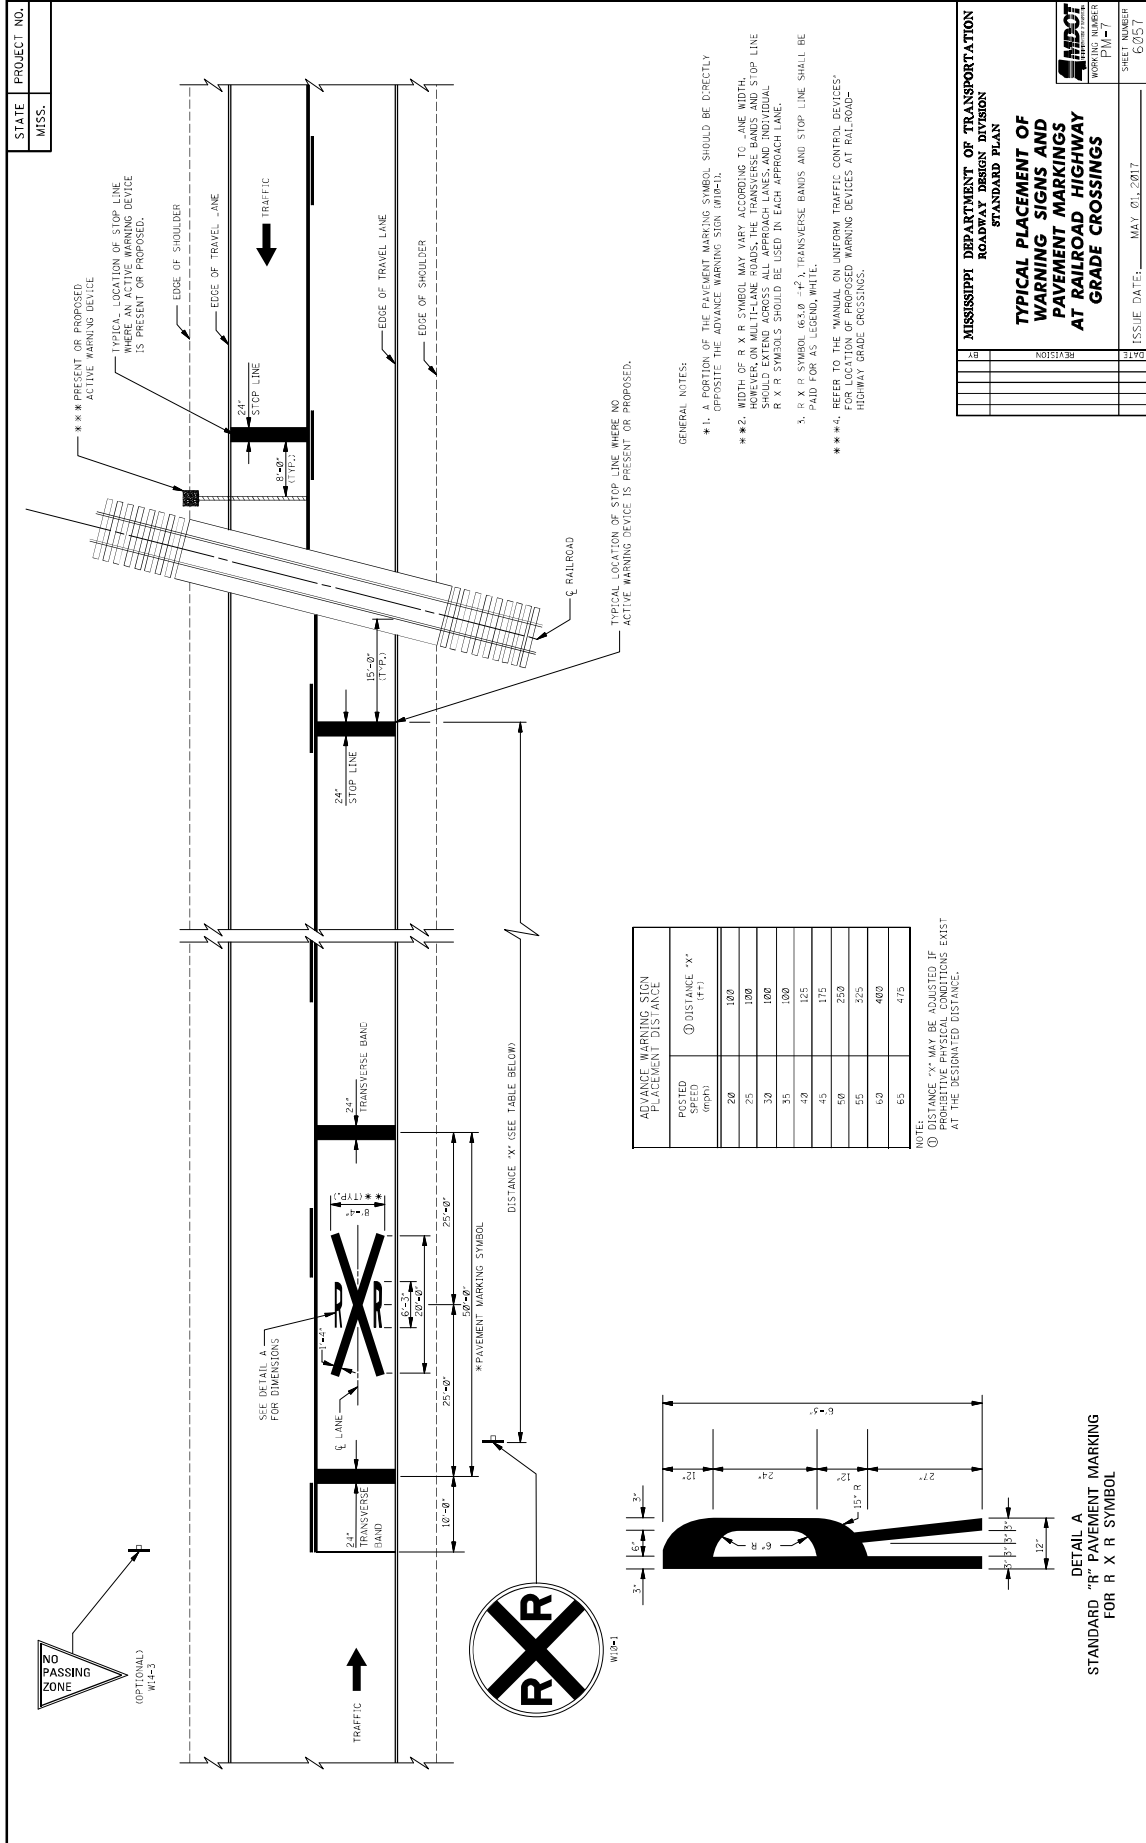 STATE PROJECT NO.
MISS.
* * * PRESENT OR PROPOSED
ACTIVE WARNING DEVICE
TYPICAL LOCATION OF STOP LINE
WHERE AN ACTIVE WARNING DEVICE
IS PRESENT OR PROPOSED.
EDGE OF SHOULDER
EDGE OF TRAVEL LANE
TRAFFIC
24"
STOP LINE
8'-0"
(TYP.)
EDGE OF TRAVEL LANE
EDGE OF SHOULDER
℄ RAILROAD
15'-0"
(TYP.)
TYPICAL LOCATION OF STOP LINE WHERE NO
ACTIVE WARNING DEVICE IS PRESENT OR PROPOSED.
24"
STOP LINE
24"
TRANSVERSE BAND
SEE DETAIL A
FOR DIMENSIONS
1'-4"
8'-4"
* * (TYP.)
℄ LANE
6'-3"
20'-0"
25'-0"
25'-0"
50'-0"
* PAVEMENT MARKING SYMBOL
DISTANCE "X" (SEE TABLE BELOW)
24"
TRANSVERSE
BAND
10'-0"
TRAFFIC
NO
PASSING
ZONE
(OPTIONAL)
W14-3
R R
W10-1
GENERAL NOTES:
* 1. A PORTION OF THE PAVEMENT MARKING SYMBOL SHOULD BE DIRECTLY
OPPOSITE THE ADVANCE WARNING SIGN (W10-1).
* * 2. WIDTH OF R X R SYMBOL MAY VARY ACCORDING TO LANE WIDTH.
HOWEVER, ON MULTI-LANE ROADS, THE TRANSVERSE BANDS AND STOP LINE
SHOULD EXTEND ACROSS ALL APPROACH LANES, AND INDIVIDUAL
R X R SYMBOLS SHOULD BE USED IN EACH APPROACH LANE.
3. R X R SYMBOL (63.0 ft²), TRANSVERSE BANDS AND STOP LINE SHALL BE
PAID FOR AS LEGEND, WHITE.
* * * 4. REFER TO THE "MANUAL ON UNIFORM TRAFFIC CONTROL DEVICES"
FOR LOCATION OF PROPOSED WARNING DEVICES AT RAILROAD-
HIGHWAY GRADE CROSSINGS.
ADVANCE WARNING SIGN
PLACEMENT DISTANCE
POSTED
SPEED
(mph)
① DISTANCE "X"
(ft)
20 100
25 100
30 100
35 100
40 125
45 175
50 250
55 325
60 400
65 475
NOTE:
① DISTANCE "X" MAY BE ADJUSTED IF
PROHIBITIVE PHYSICAL CONDITIONS EXIST
AT THE DESIGNATED DISTANCE.
3" 6" 3"
12"
24"
12"
27"
6'-3"
6" R
15" R
3" 3" 3" 3"
12"
DETAIL A
STANDARD "R" PAVEMENT MARKING
FOR R X R SYMBOL
BY
REVISION
DATE
MISSISSIPPI DEPARTMENT OF TRANSPORTATION
ROADWAY DESIGN DIVISION
STANDARD PLAN
TYPICAL PLACEMENT OF
WARNING SIGNS AND
PAVEMENT MARKINGS
AT RAILROAD HIGHWAY
GRADE CROSSINGS
MDOT
WORKING NUMBER
PM-7
SHEET NUMBER
6057
ISSUE DATE: MAY 01, 2017